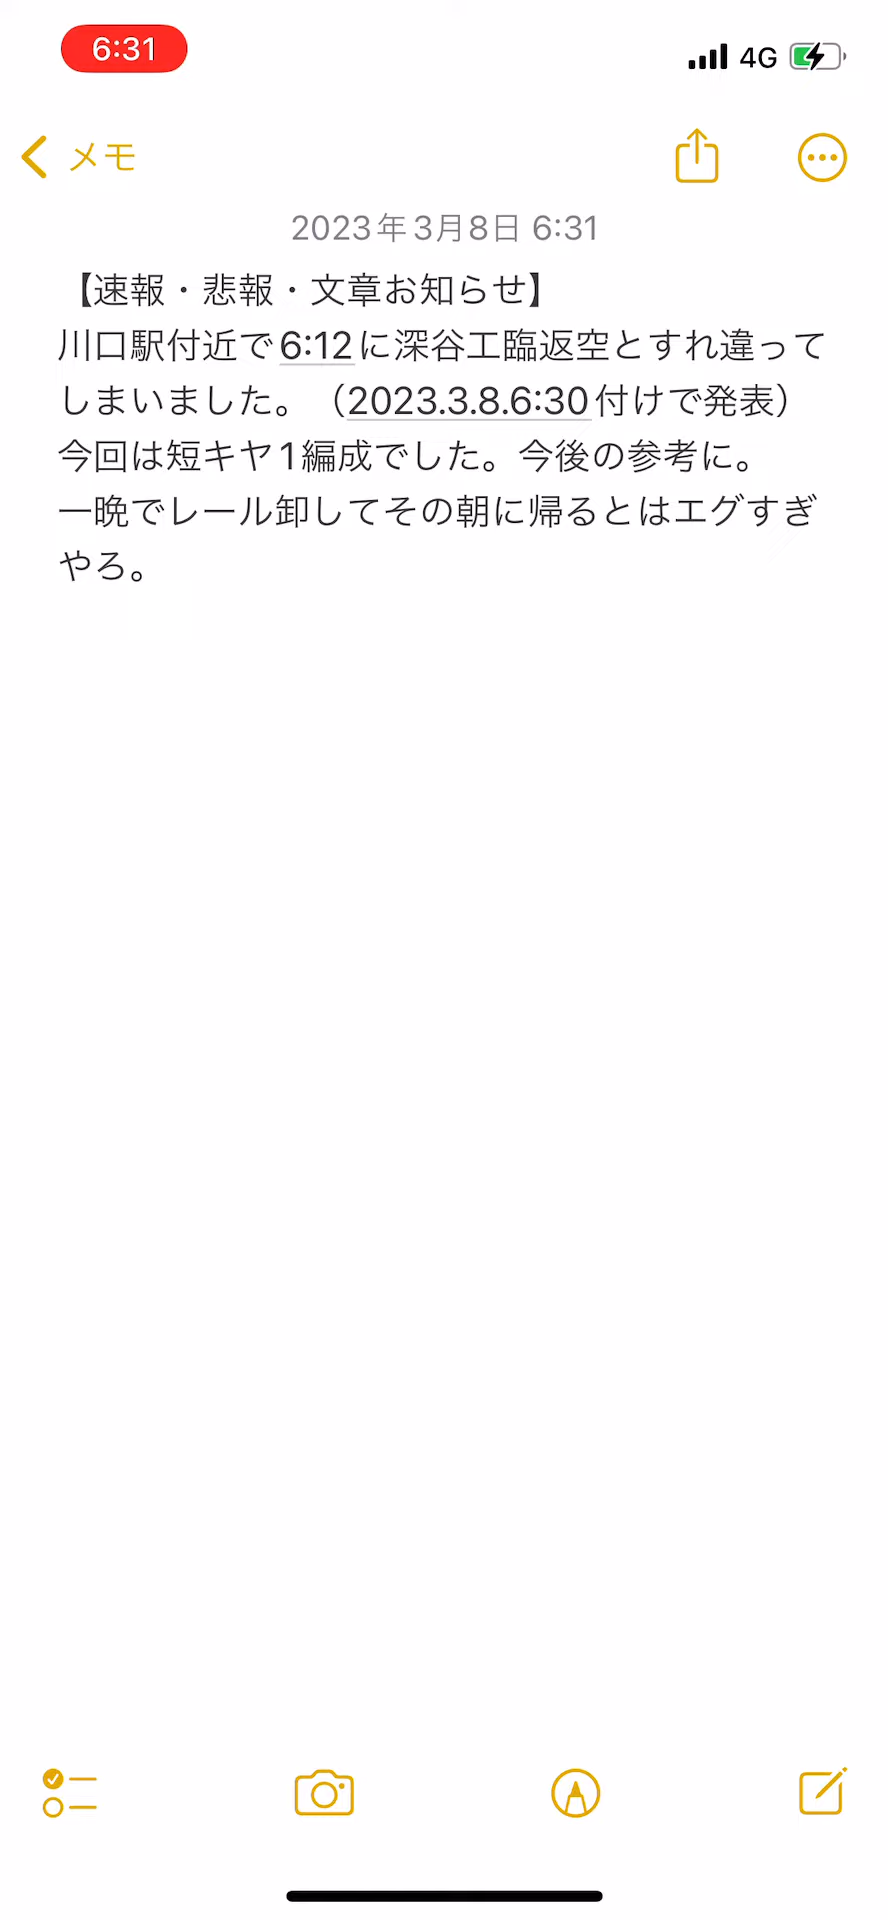 6:31
4G
メモ
2023年3月8日 6:31
【速報・悲報・文章お知らせ】
川口駅付近で6:12に深谷工臨返空とすれ違って
しまいました。（2023.3.8.6:30付けで発表）
今回は短キヤ1編成でした。今後の参考に。
一晩でレール卸してその朝に帰るとはエグすぎ
やろ。